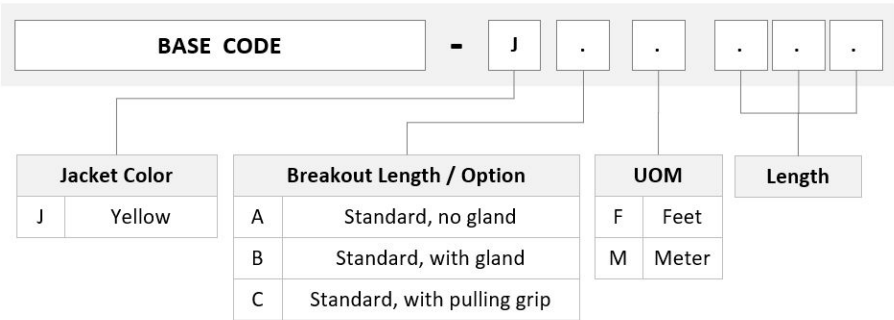 BASE CODE - J . . . . .
Jacket Color Breakout Length / Option UOM Length
J Yellow A Standard, no gland F Feet
B Standard, with gland M Meter
C Standard, with pulling grip